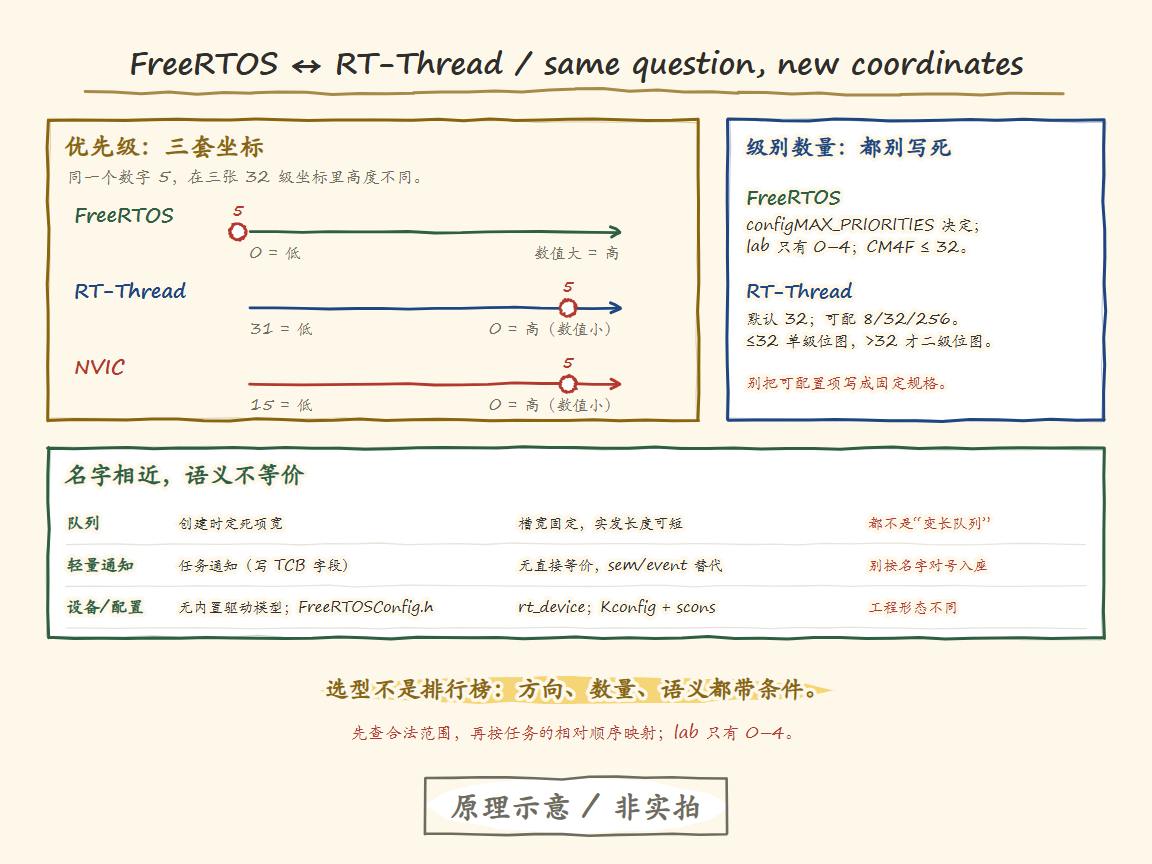 FreeRTOS ↔ RT-Thread / same question, new coordinates
优先级：三套坐标
同一个数字 5，在三张 32 级坐标里高度不同。
FreeRTOS
5
0 = 低
数值大 = 高
RT-Thread
5
31 = 低
0 = 高（数值小）
NVIC
5
15 = 低
0 = 高（数值小）
级别数量：都别写死
FreeRTOS
configMAX_PRIORITIES 决定；
lab 只有 0–4；CM4F ≤ 32。
RT-Thread
默认 32；可配 8/32/256。
≤32 单级位图，>32 才二级位图。
别把可配置项写成固定规格。
名字相近，语义不等价
队列 创建时定死项宽 槽宽固定，实发长度可短 都不是“变长队列”
轻量通知 任务通知（写 TCB 字段） 无直接等价，sem/event 替代 别按名字对号入座
设备/配置 无内置驱动模型；FreeRTOSConfig.h rt_device；Kconfig + scons 工程形态不同
选型不是排行榜：方向、数量、语义都带条件。
先查合法范围，再按任务的相对顺序映射；lab 只有 0–4。
原理示意 / 非实拍